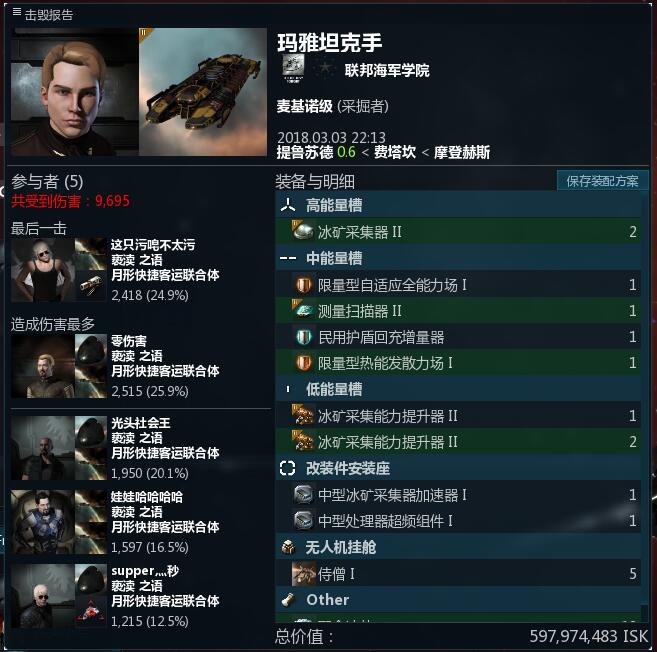 击毁报告
玛雅坦克手
联邦海军学院
麦基诺级 (采掘者)
2018.03.03 22:13
提鲁苏德 0.6 < 费塔坎 < 摩登赫斯
参与者 (5)
共受到伤害：9,695
最后一击
这只污鸣不太污
亵渎 之语
月形快捷客运联合体
2,418 (24.9%)
造成伤害最多
零伤害
亵渎 之语
月形快捷客运联合体
2,515 (25.9%)
光头社会王
亵渎 之语
月形快捷客运联合体
1,950 (20.1%)
娃娃哈哈哈哈
亵渎 之语
月形快捷客运联合体
1,597 (16.5%)
supper灬秒
亵渎 之语
月形快捷客运联合体
1,215 (12.5%)
装备与明细
保存装配方案
高能量槽
冰矿采集器 II 2
中能量槽
限量型自适应全能力场 I 1
测量扫描器 II 1
民用护盾回充增量器 1
限量型热能发散力场 I 1
低能量槽
冰矿采集能力提升器 II 1
冰矿采集能力提升器 II 2
改装件安装座
中型冰矿采集器加速器 I 1
中型处理器超频组件 I 1
无人机挂舱
侍僧 I 5
Other
总价值： 597,974,483 ISK